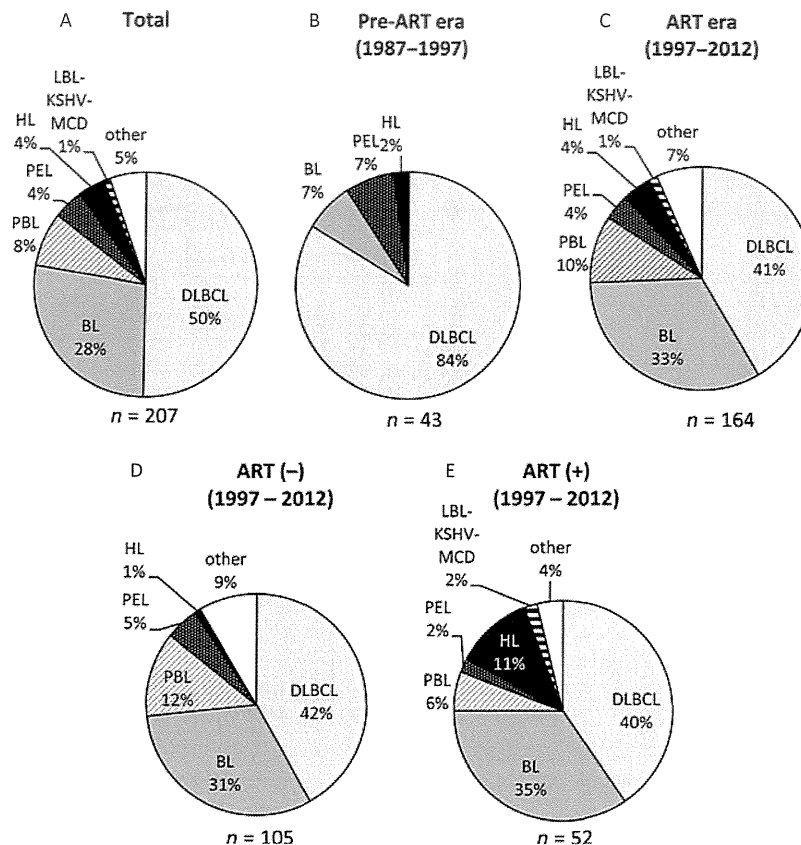 A
Total
LBL-
KSHV-
MCD
1%
other
5%
HL
4%
PEL
4%
PBL
8%
DLBCL
50%
BL
28%
n = 207
B
Pre-ART era
(1987–1997)
HL
2%
PEL
7%
BL
7%
DLBCL
84%
n = 43
C
ART era
(1997–2012)
LBL-
KSHV-
MCD
1%
other
7%
HL
4%
PEL
4%
PBL
10%
DLBCL
41%
BL
33%
n = 164
D
ART (–)
(1997 – 2012)
HL
1%
other
9%
PEL
5%
PBL
12%
DLBCL
42%
BL
31%
n = 105
E
ART (+)
(1997 – 2012)
LBL-
KSHV-
MCD
2%
other
4%
PEL
2%
HL
11%
PBL
6%
DLBCL
40%
BL
35%
n = 52